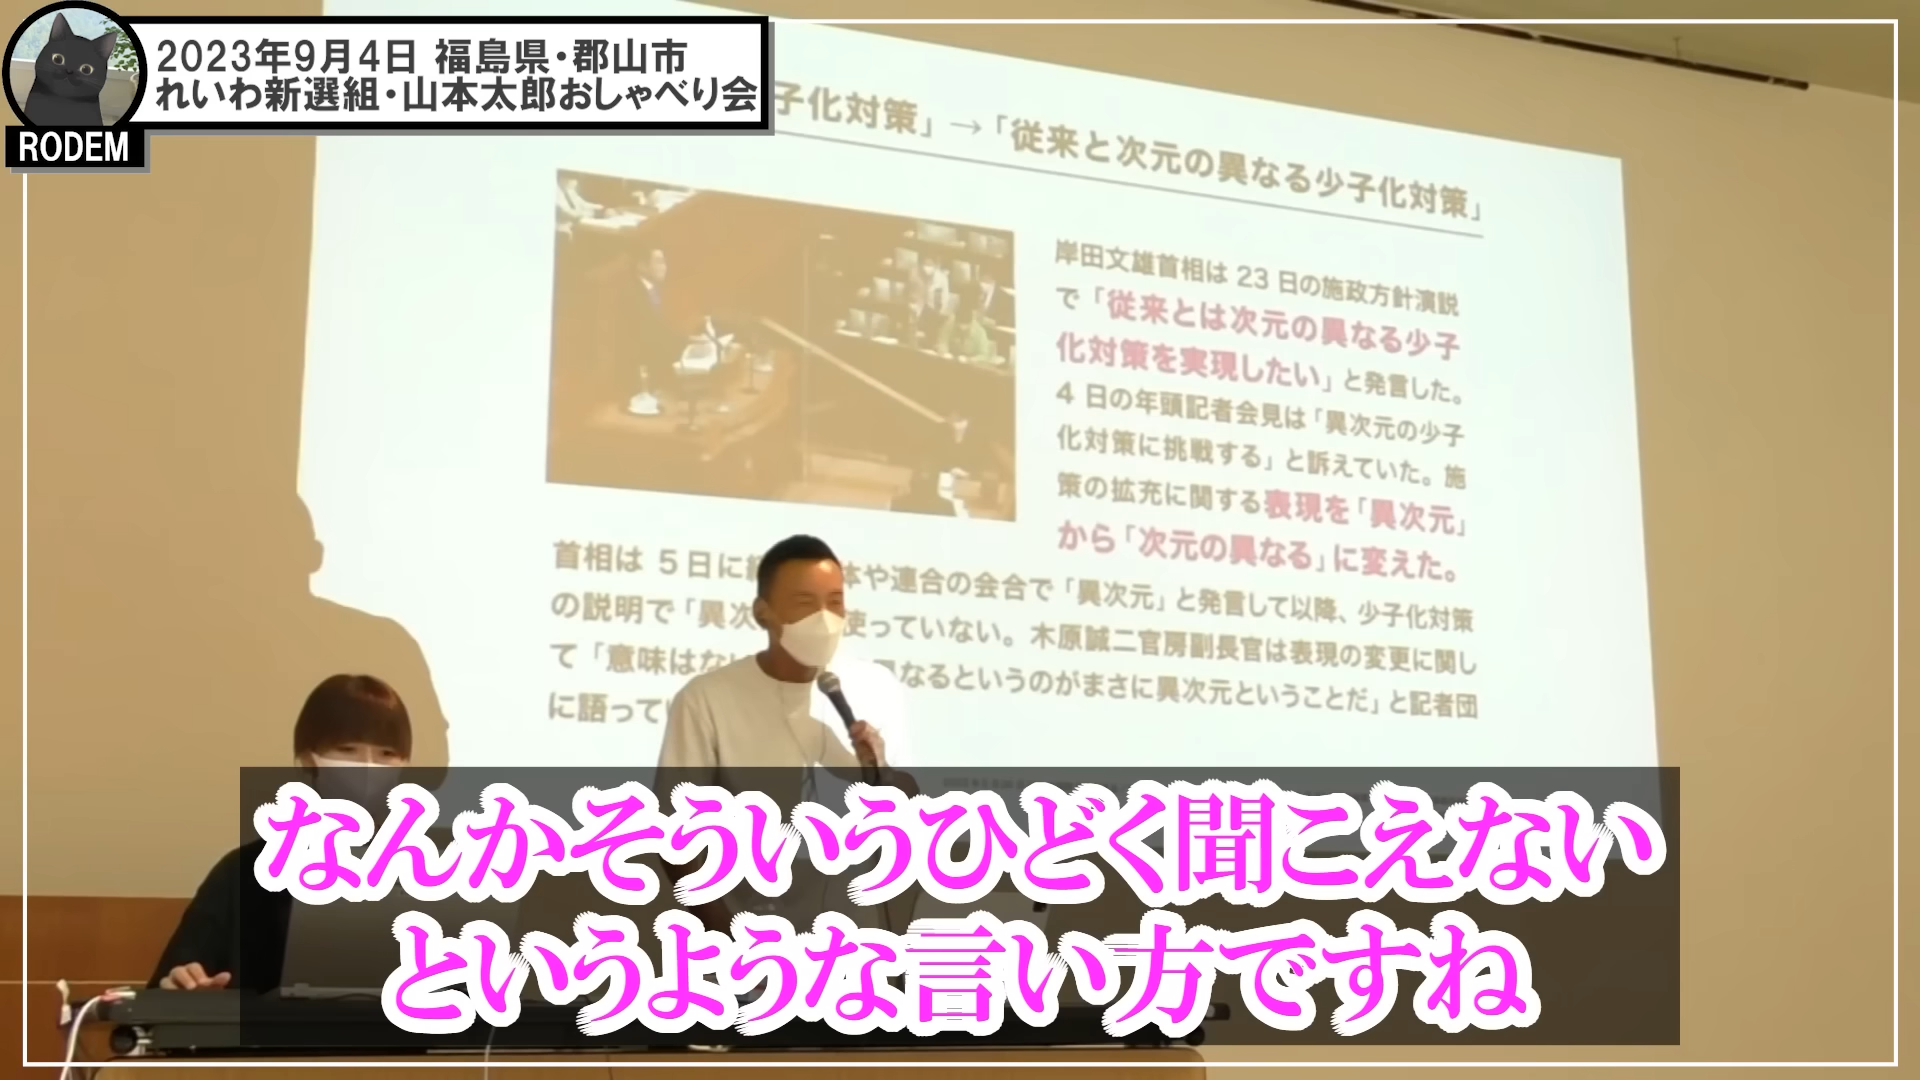 2023年9月4日 福島県・郡山市
れいわ新選組・山本太郎おしゃべり会
RODEM
子化対策」→「従来と次元の異なる少子化対策」
岸田文雄首相は 23 日の施政方針演説
で「従来とは次元の異なる少子
化対策を実現したい」と発言した。
4 日の年頭記者会見は「異次元の少子
化対策に挑戦する」と訴えていた。施
策の拡充に関する表現を「異次元」
から「次元の異なる」に変えた。
首相は 5日に経 体や連合の会合で「異次元」と発言して以降、少子化対策
の説明で「異次 使っていない。木原誠二官房副長官は表現の変更に関し
て「意味はな 異なるというのがまさに異次元ということだ」と記者団
に語って
なんかそういうひどく聞こえない
というような言い方ですね